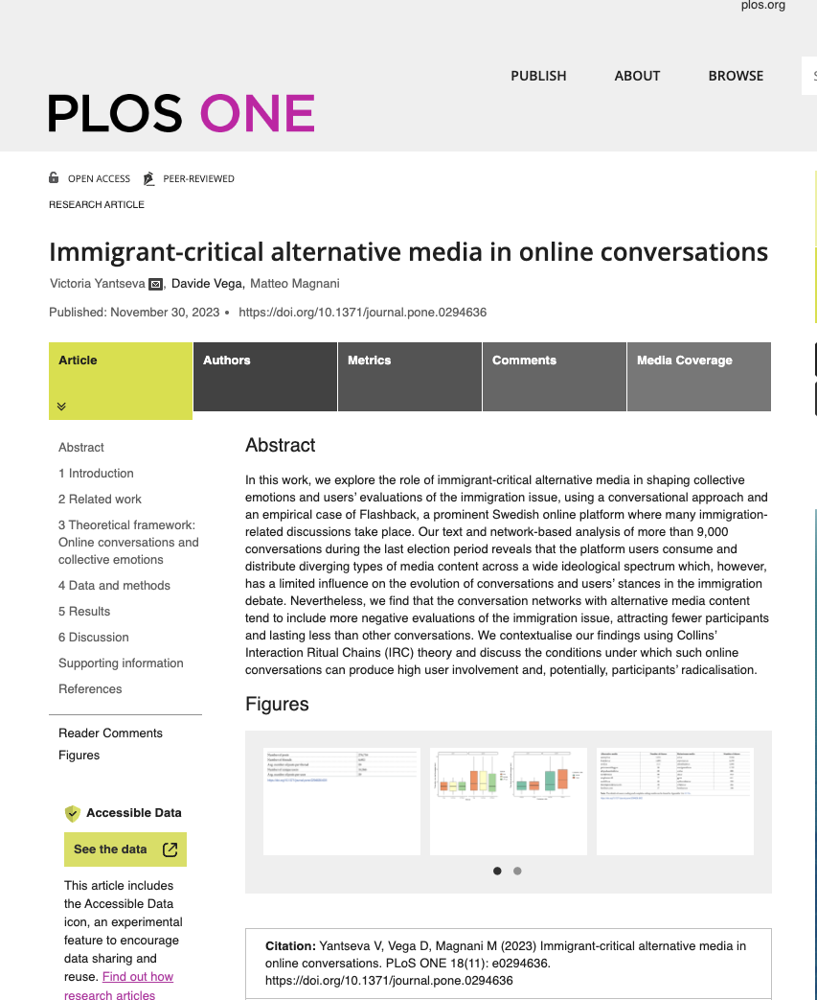 plos.org
PUBLISH ABOUT BROWSE
PLOS ONE
OPEN ACCESS PEER-REVIEWED
RESEARCH ARTICLE
Immigrant-critical alternative media in online conversations
Victoria Yantseva , Davide Vega, Matteo Magnani
Published: November 30, 2023 • https://doi.org/10.1371/journal.pone.0294636
Article Authors Metrics Comments Media Coverage
Abstract
1 Introduction
2 Related work
3 Theoretical framework:
Online conversations and
collective emotions
4 Data and methods
5 Results
6 Discussion
Supporting information
References
Reader Comments
Figures
Accessible Data
See the data
This article includes
the Accessible Data
icon, an experimental
feature to encourage
data sharing and
reuse. Find out how
research articles
Abstract
In this work, we explore the role of immigrant-critical alternative media in shaping collective
emotions and users’ evaluations of the immigration issue, using a conversational approach and
an empirical case of Flashback, a prominent Swedish online platform where many immigration-
related discussions take place. Our text and network-based analysis of more than 9,000
conversations during the last election period reveals that the platform users consume and
distribute diverging types of media content across a wide ideological spectrum which, however,
has a limited influence on the evolution of conversations and users’ stances in the immigration
debate. Nevertheless, we find that the conversation networks with alternative media content
tend to include more negative evaluations of the immigration issue, attracting fewer participants
and lasting less than other conversations. We contextualise our findings using Collins’
Interaction Ritual Chains (IRC) theory and discuss the conditions under which such online
conversations can produce high user involvement and, potentially, participants’ radicalisation.
Figures
Citation: Yantseva V, Vega D, Magnani M (2023) Immigrant-critical alternative media in
online conversations. PLoS ONE 18(11): e0294636.
https://doi.org/10.1371/journal.pone.0294636